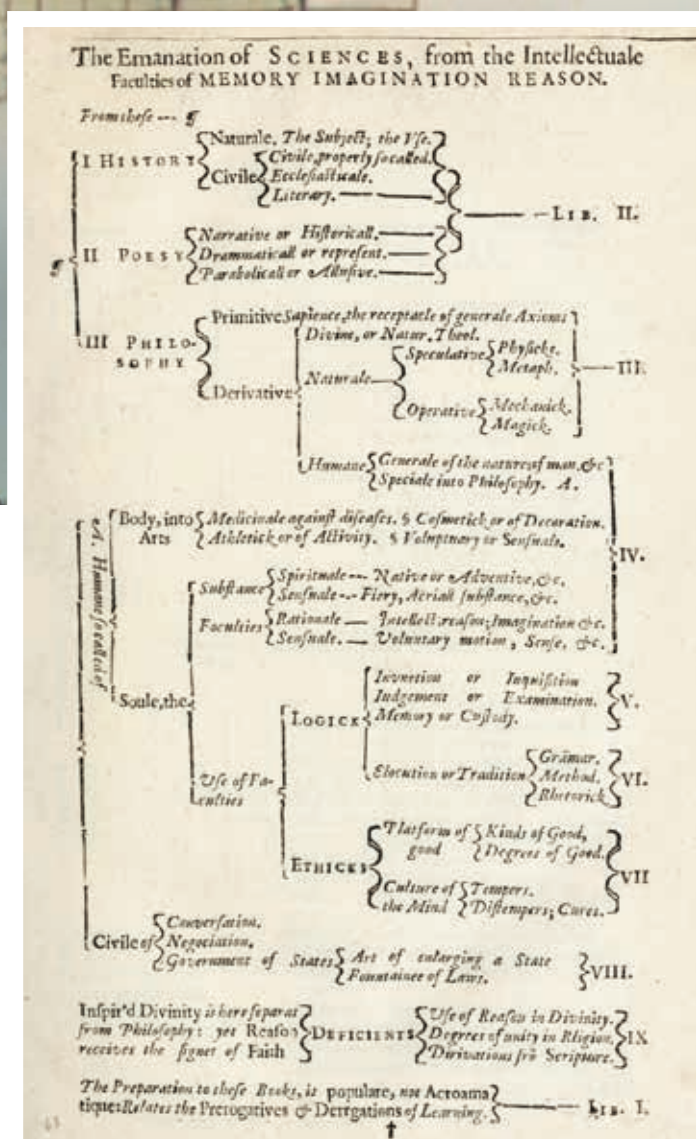 The Emanation of SCIENCES, from the Intellectuale
Faculties of MEMORY IMAGINATION REASON.
From these --- ¶
I HISTORY
Naturale. The Subject; the Vse.
Civile
Civile, properly so called.
Ecclesiasticale.
Literary.
II POESY
Narrative or Historicall.
Dramaticall or represent.
Parabolicall or Allusive.
LIB. II.
III PHILO-
SOPHY
Primitive Sapience, the receptacle of generale Axioms
Derivative
Divine, or Natur. Theol.
Naturale
Speculative
Physicke.
Metaph.
Operative
Mechanick.
Magick.
III.
Humane
Generale of the nature of man, &c
Speciale into Philosophy. A.
A. Humane
Body, into
Arts
Medicinale against diseases. § Cosmetick or of Decoration.
Athletick or of Activity. § Voluptuary or Sensuale.
IV.
Soule, the
Substance
Spirituale -- Native or Adventive, &c.
Sensuale -- Fiery, Aeriall substance, &c.
Faculties
Rationale — Intellect; reason; Imagination &c.
Sensuale. — Voluntary motion, Sense, &c.
Use of Fa-
culties
LOGICK
Invention or Inquisition
Judgement or Examination.
Memory or Custody.
V.
Elocution or Tradition
Gramar.
Method.
Rhetorick
VI.
ETHICKS
Platform of
good
Kinds of Good,
Degrees of Good.
Culture of
the Mind
Tempers.
Distempers; Cures.
VII
Civile of
Conversation.
Negociation.
Government of States
Art of enlarging a State
Fountainee of Laws.
VIII.
Inspir'd Divinity is here separat
from Philosophy: yet Reason
receives the signet of Faith
DEFICIENTS
Use of Reason in Divinity.
Degrees of unity in Rligion.
Dirivations frō Scripture.
IX
The Preparation to these Books, is populare, not Acroama
tique: Relates the Prerogatives & Derrgations of Learning.
LIB. I.
†